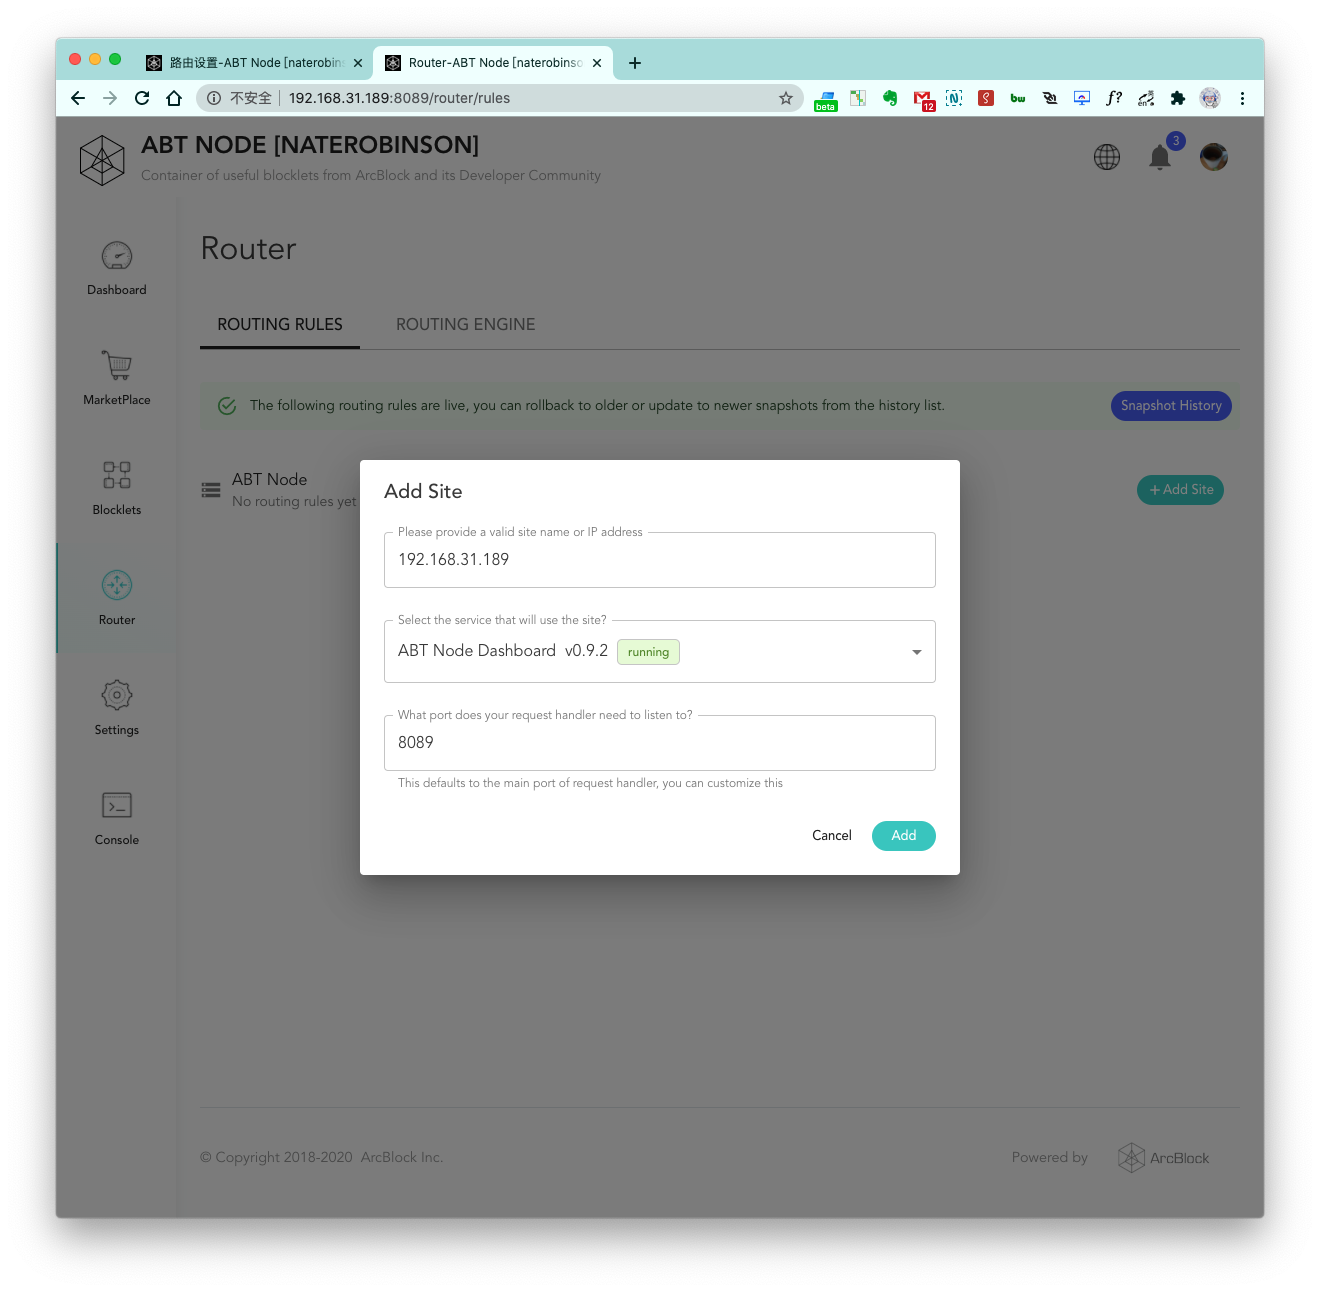 路由设置-ABT Node [naterobins
Router-ABT Node [naterobinso
不安全 192.168.31.189:8089/router/rules
beta
12
bw
f?
en
ABT NODE [NATEROBINSON]
Container of useful blocklets from ArcBlock and its Developer Community
3
Dashboard
MarketPlace
Blocklets
Router
Settings
Console
Router
ROUTING RULES
ROUTING ENGINE
The following routing rules are live, you can rollback to older or update to newer snapshots from the history list.
Snapshot History
ABT Node
No routing rules yet
+ Add Site
Add Site
Please provide a valid site name or IP address
192.168.31.189
Select the service that will use the site?
ABT Node Dashboard v0.9.2 running
What port does your request handler need to listen to?
8089
This defaults to the main port of request handler, you can customize this
Cancel
Add
© Copyright 2018-2020 ArcBlock Inc.
Powered by ArcBlock